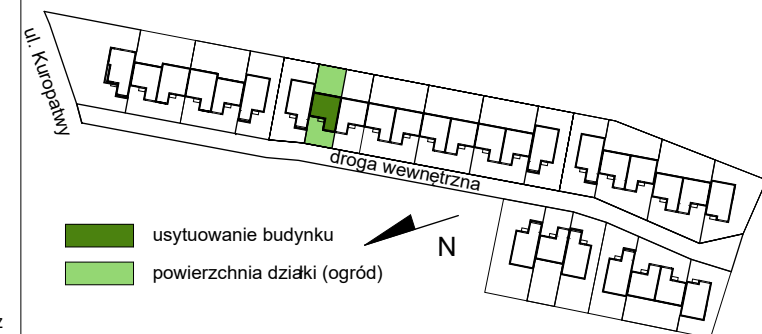 ul. Kuropatwy
droga wewnętrzna
usytuowanie budynku
N
powierzchnia działki (ogród)
z